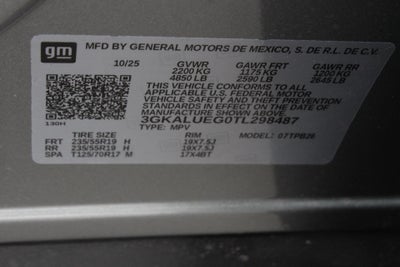 gm
MFD BY GENERAL MOTORS DE MEXICO, S. DE R.L. DE C.V.
10/25 GVWR GAWR FRT GAWR RR
2200 KG 1175 KG 1200 KG
4850 LB 2590 LB 2645 LB
THIS VEHICLE CONFORMS TO ALL
APPLICABLE U.S. FEDERAL MOTOR
VEHICLE SAFETY AND THEFT PREVENTION
STANDARDS IN EFFECT ON THE DATE OF
MANUFACTURE SHOWN ABOVE.
3GKALUEG0TL298487
130H TYPE: MPV MODEL: 07TPB26
TIRE SIZE RIM
FRT 235/55R19 H 19X7.5J
RR 235/55R19 H 19X7.5J
SPA T125/70R17 M 17X4BT